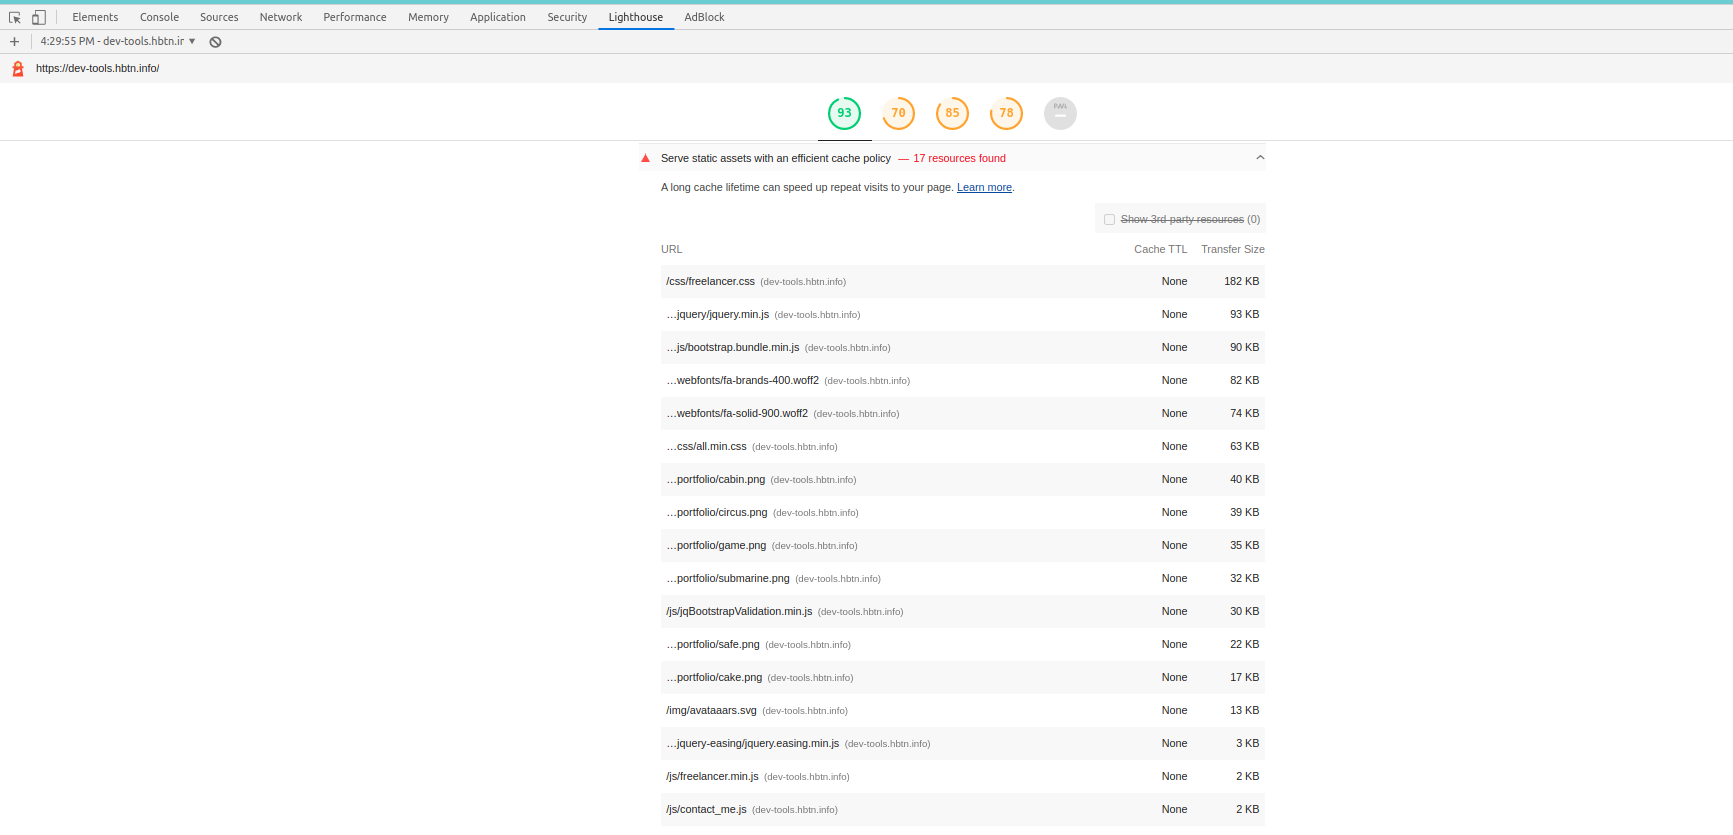 Elements Console Sources Network Performance Memory Application Security Lighthouse AdBlock
4:29:55 PM - dev-tools.hbtn.ir
https://dev-tools.hbtn.info/
93 70 85 78
Serve static assets with an efficient cache policy — 17 resources found
A long cache lifetime can speed up repeat visits to your page. Learn more.
Show 3rd-party resources (0)
URL Cache TTL Transfer Size
/css/freelancer.css (dev-tools.hbtn.info) None 182 KB
…jquery/jquery.min.js (dev-tools.hbtn.info) None 93 KB
…js/bootstrap.bundle.min.js (dev-tools.hbtn.info) None 90 KB
…webfonts/fa-brands-400.woff2 (dev-tools.hbtn.info) None 82 KB
…webfonts/fa-solid-900.woff2 (dev-tools.hbtn.info) None 74 KB
…css/all.min.css (dev-tools.hbtn.info) None 63 KB
…portfolio/cabin.png (dev-tools.hbtn.info) None 40 KB
…portfolio/circus.png (dev-tools.hbtn.info) None 39 KB
…portfolio/game.png (dev-tools.hbtn.info) None 35 KB
…portfolio/submarine.png (dev-tools.hbtn.info) None 32 KB
/js/jqBootstrapValidation.min.js (dev-tools.hbtn.info) None 30 KB
…portfolio/safe.png (dev-tools.hbtn.info) None 22 KB
…portfolio/cake.png (dev-tools.hbtn.info) None 17 KB
/img/avataaars.svg (dev-tools.hbtn.info) None 13 KB
…jquery-easing/jquery.easing.min.js (dev-tools.hbtn.info) None 3 KB
/js/freelancer.min.js (dev-tools.hbtn.info) None 2 KB
/js/contact_me.js (dev-tools.hbtn.info) None 2 KB